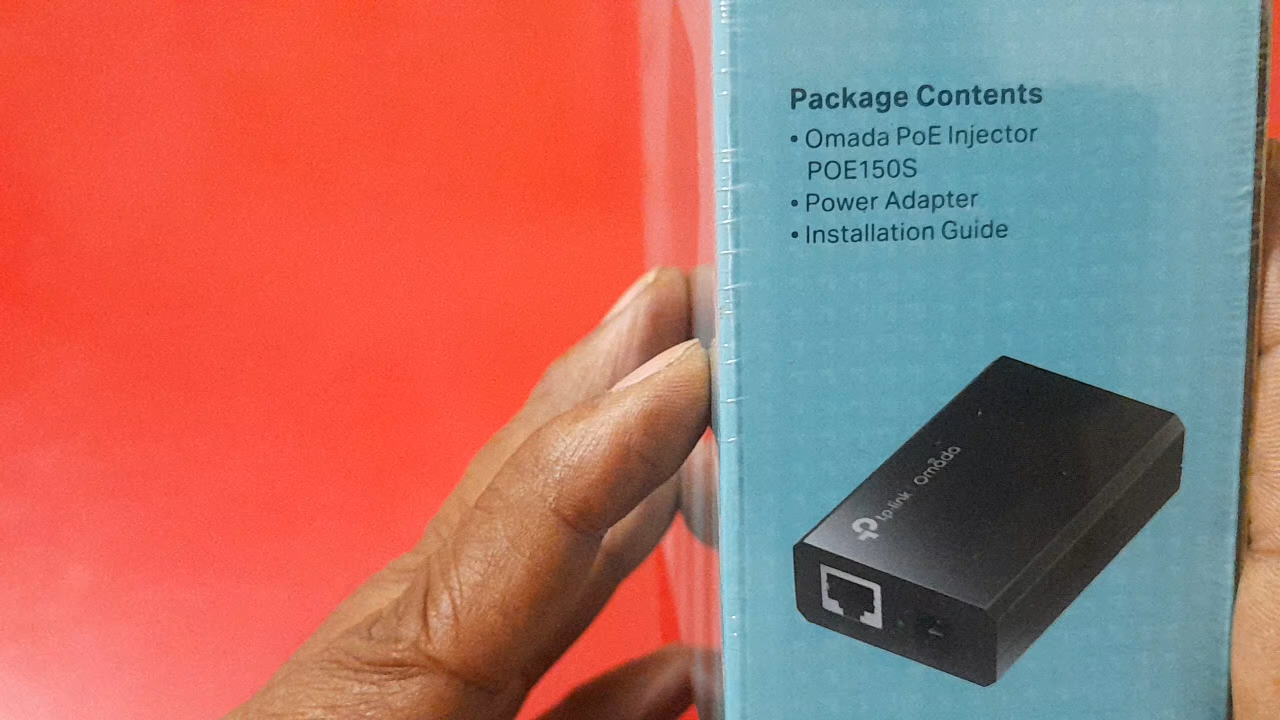 Package Contents
• Omada PoE Injector
POE150S
• Power Adapter
• Installation Guide
tp-link Omada